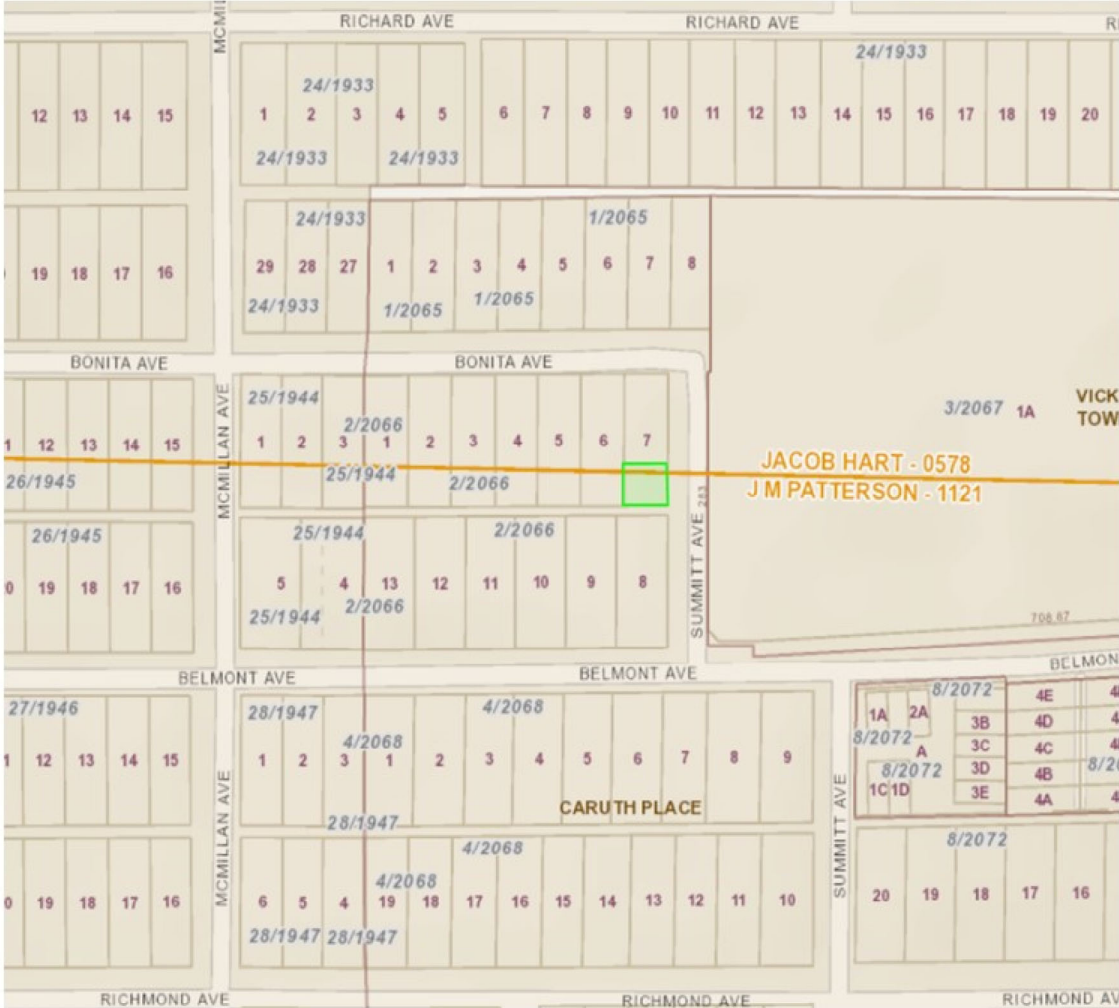 RICHARD AVE
RICHARD AVE
24/1933
24/1933
12 13 14 15
1 2 3 4 5
6 7 8 9 10 11 12 13 14 15 16 17 18 19 20
24/1933
24/1933
24/1933
1/2065
19 18 17 16
29 28 27 1 2 3 4 5 6 7 8
24/1933
1/2065
1/2065
BONITA AVE
BONITA AVE
MCMILLAN AVE
25/1944
2/2066
3/2067 1A
VICK
TOW
12 13 14 15
1 2 3 1 2 3 4 5 6 7
26/1945
25/1944
2/2066
JACOB HART - 0578
J M PATTERSON - 1121
283
26/1945
25/1944
2/2066
19 18 17 16
5 4 13 12 11 10 9 8
25/1944
2/2066
SUMMITT AVE
708.67
BELMONT AVE
BELMONT AVE
BELMON
27/1946
28/1947
4/2068
4/2068
12 13 14 15
1 2 3 1 2 3 4 5 6 7 8 9
8/2072
1A 2A
8/2072
A
8/2072
1C 1D
3B
3C
3D
3E
4E
4D
4C
4B
4A
MCMILLAN AVE
CARUTH PLACE
28/1947
SUMMITT AVE
4/2068
8/2072
4/2068
19 18 17 16
6 5 4 19 18 17 16 15 14 13 12 11 10
20 19 18 17 16
28/1947 28/1947
RICHMOND AVE
RICHMOND AVE
RICHMOND AV